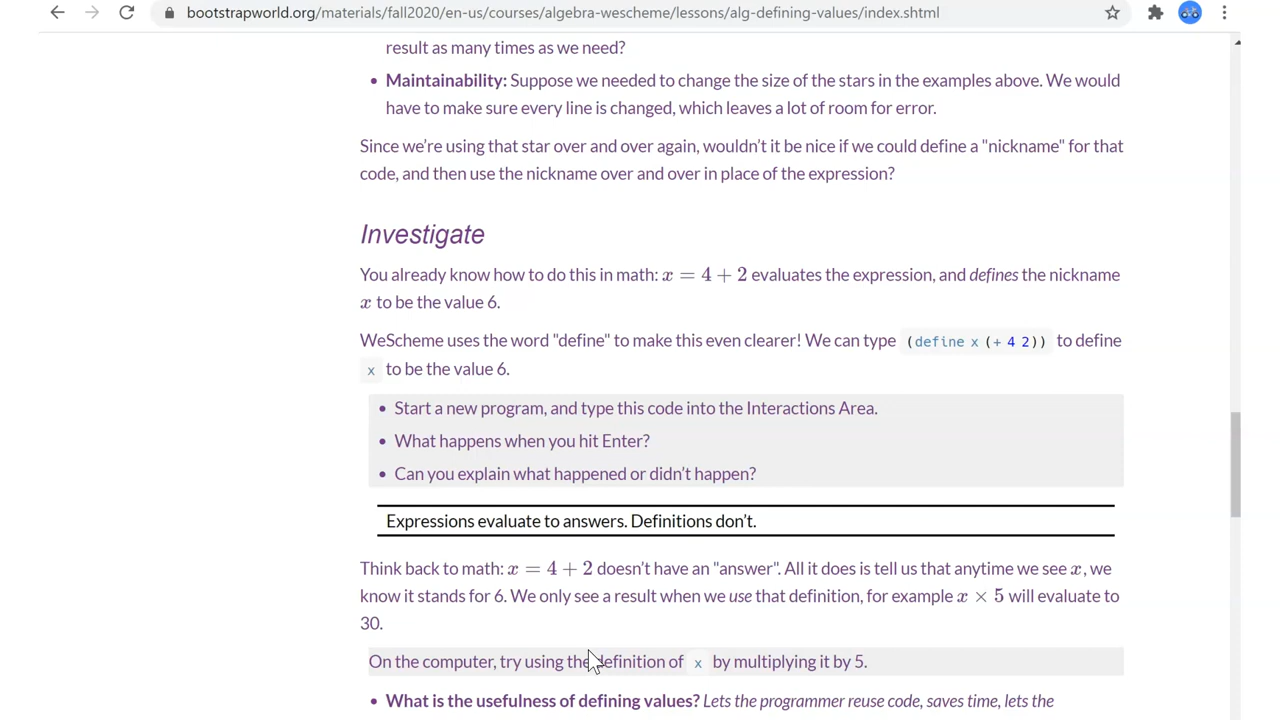 bootstrapworld.org/materials/fall2020/en-us/courses/algebra-wescheme/lessons/alg-defining-values/index.shtml
result as many times as we need?
• Maintainability: Suppose we needed to change the size of the stars in the examples above. We would
have to make sure every line is changed, which leaves a lot of room for error.
Since we're using that star over and over again, wouldn't it be nice if we could define a "nickname" for that
code, and then use the nickname over and over in place of the expression?
Investigate
You already know how to do this in math: x = 4 + 2 evaluates the expression, and defines the nickname
x to be the value 6.
WeScheme uses the word "define" to make this even clearer! We can type (define x (+ 4 2)) to define
x to be the value 6.
• Start a new program, and type this code into the Interactions Area.
• What happens when you hit Enter?
• Can you explain what happened or didn't happen?
Expressions evaluate to answers. Definitions don't.
Think back to math: x = 4 + 2 doesn't have an "answer". All it does is tell us that anytime we see x, we
know it stands for 6. We only see a result when we use that definition, for example x × 5 will evaluate to
30.
On the computer, try using the definition of x by multiplying it by 5.
• What is the usefulness of defining values? Lets the programmer reuse code, saves time, lets the